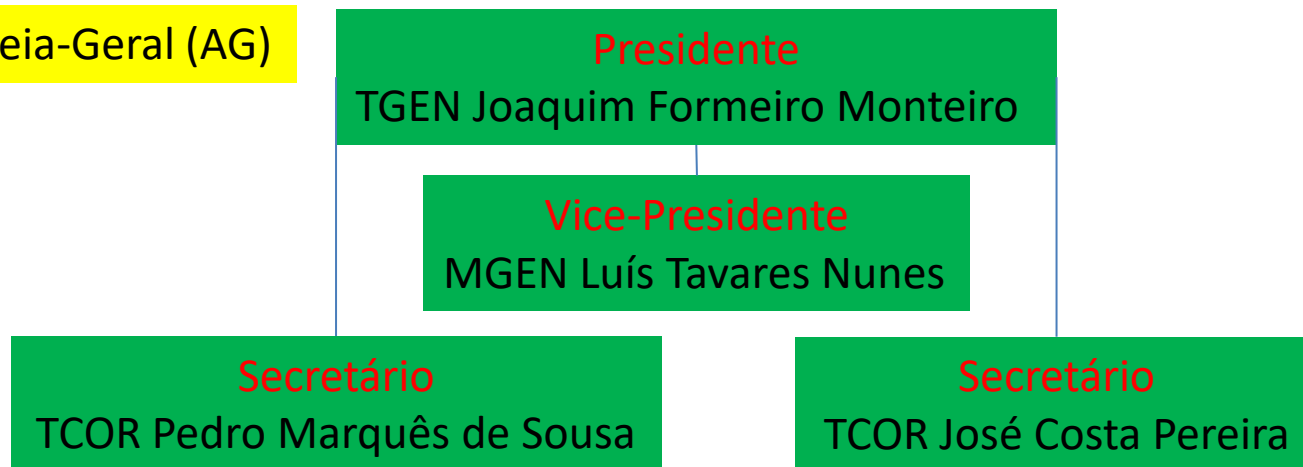 eia-Geral (AG)
Presidente
TGEN Joaquim Formeiro Monteiro
Vice-Presidente
MGEN Luís Tavares Nunes
Secretário
TCOR Pedro Marquês de Sousa
Secretário
TCOR José Costa Pereira